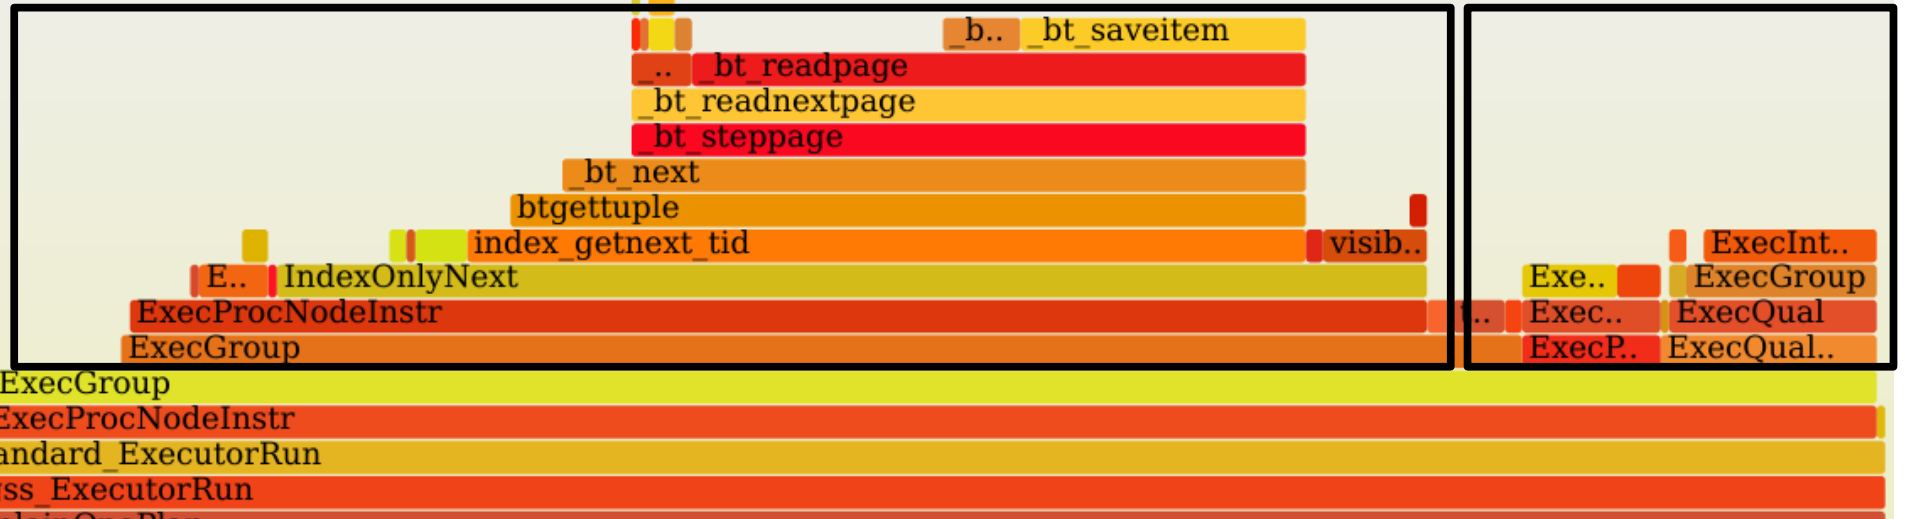 _b.. _bt_saveitem
_.. _bt_readpage
_bt_readnextpage
_bt_steppage
_bt_next
btgettuple
index_getnext_tid visib.. ExecInt..
E.. IndexOnlyNext Exe.. ExecGroup
ExecProcNodeInstr t.. Exec.. ExecQual
ExecGroup ExecP.. ExecQual..
ExecGroup
ExecProcNodeInstr
andard_ExecutorRun
ss_ExecutorRun